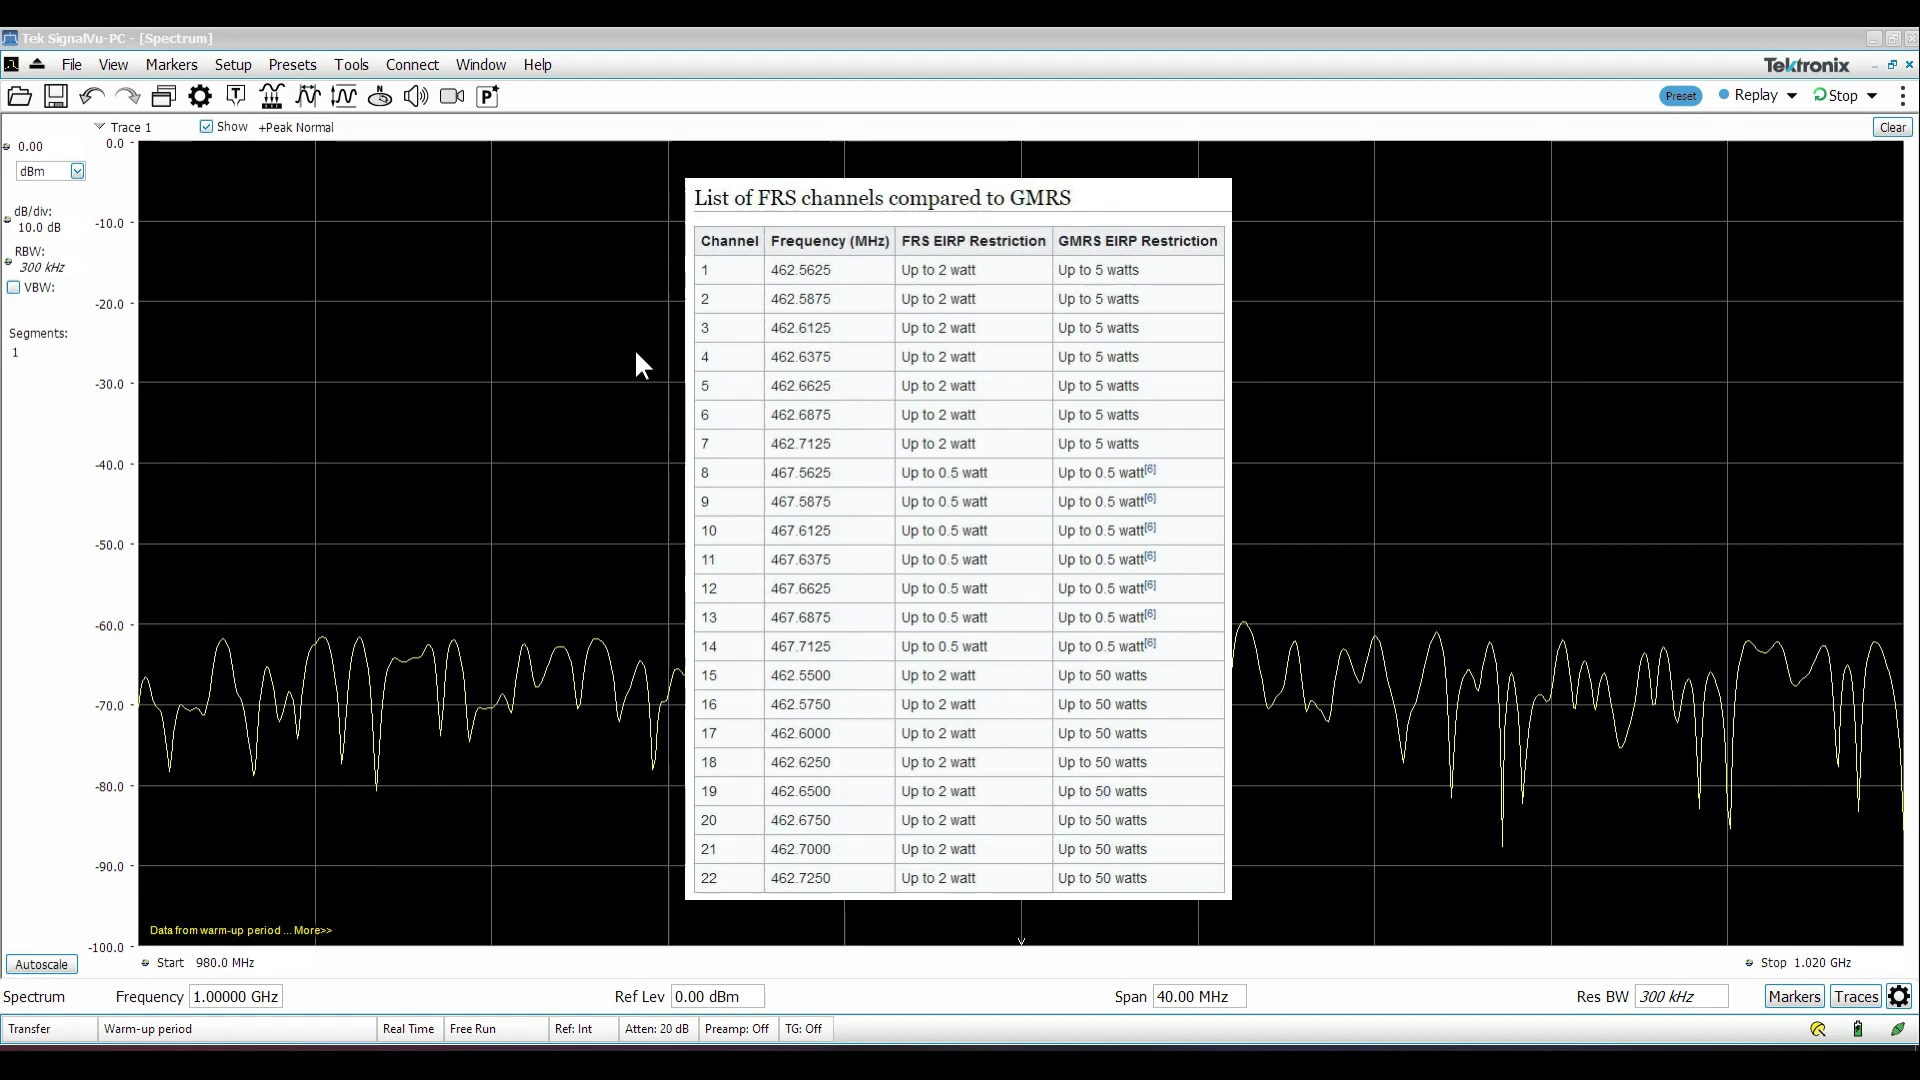 Tek SignalVu-PC - [Spectrum]
File View Markers Setup Presets Tools Connect Window Help
Tektronix
T N P
Preset Replay Stop
Trace 1 Show +Peak Normal Clear
0.00
dBm
dB/div:
10.0 dB
RBW:
300 kHz
VBW:
Segments:
1
0.0
-10.0
-20.0
-30.0
-40.0
-50.0
-60.0
-70.0
-80.0
-90.0
-100.0
List of FRS channels compared to GMRS
Channel Frequency (MHz) FRS EIRP Restriction GMRS EIRP Restriction
1 462.5625 Up to 2 watt Up to 5 watts
2 462.5875 Up to 2 watt Up to 5 watts
3 462.6125 Up to 2 watt Up to 5 watts
4 462.6375 Up to 2 watt Up to 5 watts
5 462.6625 Up to 2 watt Up to 5 watts
6 462.6875 Up to 2 watt Up to 5 watts
7 462.7125 Up to 2 watt Up to 5 watts
8 467.5625 Up to 0.5 watt Up to 0.5 watt[6]
9 467.5875 Up to 0.5 watt Up to 0.5 watt[6]
10 467.6125 Up to 0.5 watt Up to 0.5 watt[6]
11 467.6375 Up to 0.5 watt Up to 0.5 watt[6]
12 467.6625 Up to 0.5 watt Up to 0.5 watt[6]
13 467.6875 Up to 0.5 watt Up to 0.5 watt[6]
14 467.7125 Up to 0.5 watt Up to 0.5 watt[6]
15 462.5500 Up to 2 watt Up to 50 watts
16 462.5750 Up to 2 watt Up to 50 watts
17 462.6000 Up to 2 watt Up to 50 watts
18 462.6250 Up to 2 watt Up to 50 watts
19 462.6500 Up to 2 watt Up to 50 watts
20 462.6750 Up to 2 watt Up to 50 watts
21 462.7000 Up to 2 watt Up to 50 watts
22 462.7250 Up to 2 watt Up to 50 watts
Data from warm-up period ... More>>
Autoscale Start 980.0 MHz Stop 1.020 GHz
Spectrum Frequency 1.00000 GHz Ref Lev 0.00 dBm Span 40.00 MHz Res BW 300 kHz Markers Traces
Transfer Warm-up period Real Time Free Run Ref: Int Atten: 20 dB Preamp: Off TG: Off